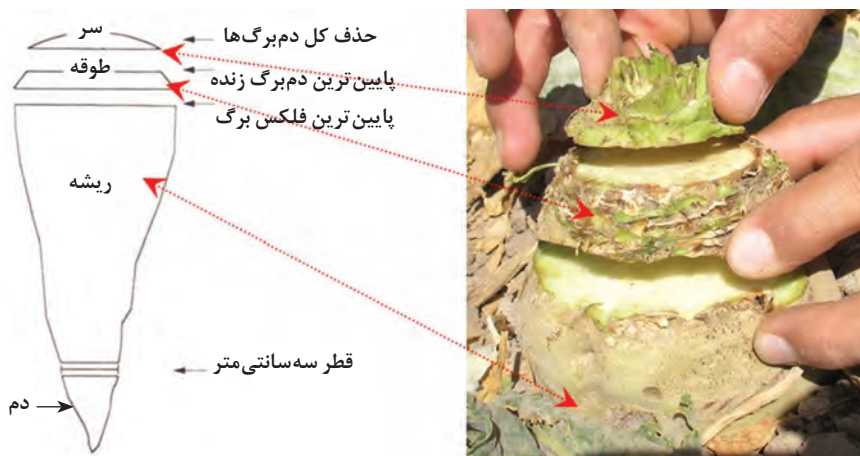 سر
حذف کل دم‌برگ‌ها
طوقه
پایین ترین دم‌برگ زنده
پایین ترین فلکس برگ
ریشه
قطر سه‌سانتی‌متر
دم